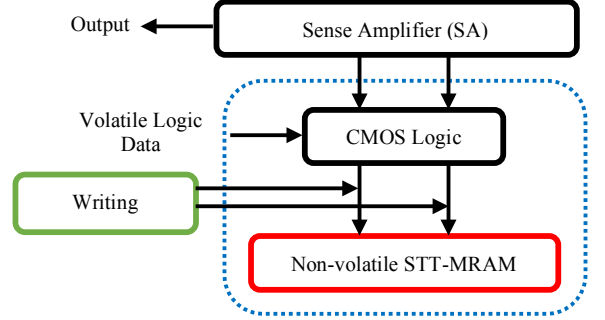 Output
Sense Amplifier (SA)
Volatile Logic
Data
CMOS Logic
Writing
Non-volatile STT-MRAM